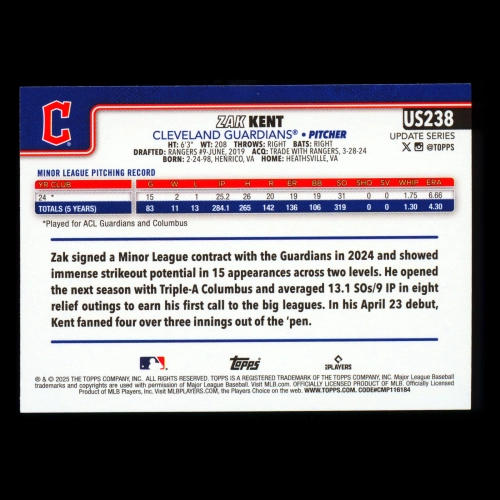 C
US238
ZAK KENT
CLEVELAND GUARDIANS® • PITCHER
UPDATE SERIES
HT: 6'3" WT: 208 THROWS: RIGHT BATS: RIGHT
X @TOPPS
DRAFTED: RANGERS #9-JUNE, 2019 ACQ: TRADE WITH RANGERS, 3-28-24
BORN: 2-24-98, HENRICO, VA HOME: HEATHSVILLE, VA
MINOR LEAGUE PITCHING RECORD
YR CLUB G W L IP H R ER BB SO SHO SV WHIP ERA
24 * 15 2 1 25.2 26 20 19 19 31 0 0 1.75 6.66
TOTALS (5 YEARS) 83 11 13 284.1 265 142 136 106 319 0 0 1.30 4.30
*Played for ACL Guardians and Columbus
Zak signed a Minor League contract with the Guardians in 2024 and showed
immense strikeout potential in 15 appearances across two levels. He opened
the next season with Triple-A Columbus and averaged 13.1 SOs/9 IP in eight
relief outings to earn his first call to the big leagues. In his April 23 debut,
Kent fanned four over three innings out of the 'pen.
Topps
PLAYERS
® & © 2025 THE TOPPS COMPANY, INC. ALL RIGHTS RESERVED. TOPPS IS A REGISTERED TRADEMARK OF THE TOPPS COMPANY, INC. Major League Baseball
trademarks and copyrights are used with permission of Major League Baseball. Visit MLB.com. OFFICIALLY LICENSED PRODUCT OF MLB. Officially Licensed
Product of MLB Players, Inc. Visit MLBPLAYERS.com, the Players Choice on the web. WWW.TOPPS.COM. CODE#CMP116184